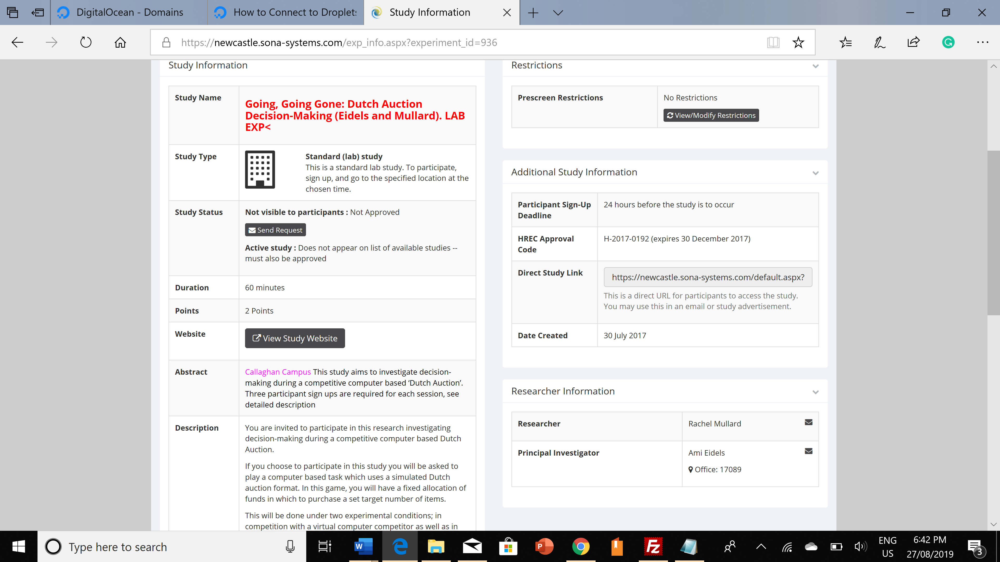 DigitalOcean - Domains
How to Connect to Droplets
Study Information
https://newcastle.sona-systems.com/exp_info.aspx?experiment_id=936
Study Information
Study Name
Going, Going Gone: Dutch Auction
Decision-Making (Eidels and Mullard). LAB
EXP<
Study Type
Standard (lab) study
This is a standard lab study. To participate,
sign up, and go to the specified location at the
chosen time.
Study Status
Not visible to participants : Not Approved
Send Request
Active study : Does not appear on list of available studies --
must also be approved
Duration
60 minutes
Points
2 Points
Website
View Study Website
Abstract
Callaghan Campus This study aims to investigate decision-
making during a competitive computer based ‘Dutch Auction’.
Three participant sign ups are required for each session, see
detailed description
Description
You are invited to participate in this research investigating
decision-making during a competitive computer based Dutch
Auction.
If you choose to participate in this study you will be asked to
play a computer based task which uses a simulated Dutch
auction format. In this game, you will have a fixed allocation of
funds in which to purchase a set target number of items.
This will be done under two experimental conditions; in
competition with a virtual computer competitor as well as in
Restrictions
Prescreen Restrictions
No Restrictions
View/Modify Restrictions
Additional Study Information
Participant Sign-Up
Deadline
24 hours before the study is to occur
HREC Approval
Code
H-2017-0192 (expires 30 December 2017)
Direct Study Link
https://newcastle.sona-systems.com/default.aspx?
This is a direct URL for participants to access the study.
You may use this in an email or study advertisement.
Date Created
30 July 2017
Researcher Information
Researcher
Rachel Mullard
Principal Investigator
Ami Eidels
Office: 17089
Type here to search
ENG
US
6:42 PM
27/08/2019
3